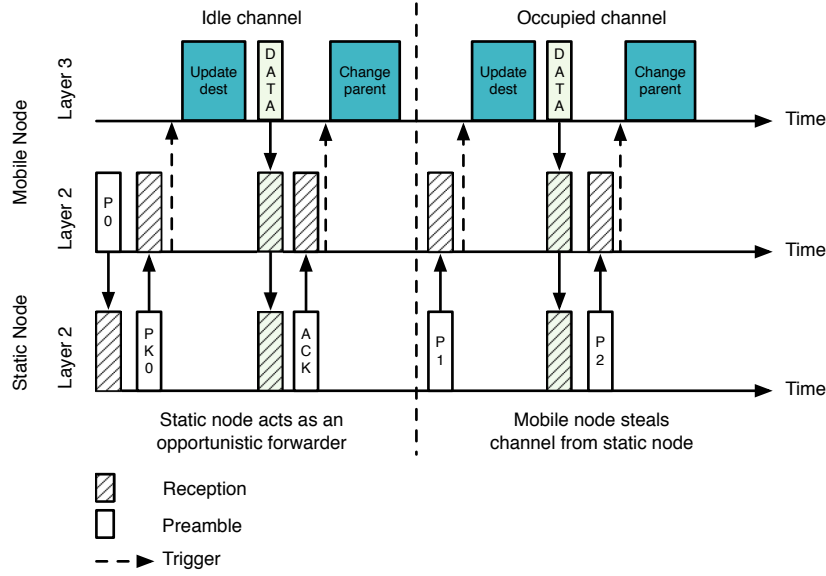 Idle channel
Occupied channel
Mobile Node
Layer 3
Update
dest
D
A
T
A
Change
parent
Update
dest
D
A
T
A
Change
parent
Time
Layer 2
P
0
Time
Static Node
Layer 2
P
K
0
A
C
K
P
1
P
2
Time
Static node acts as an
opportunistic forwarder
Mobile node steals
channel from static node
Reception
Preamble
Trigger